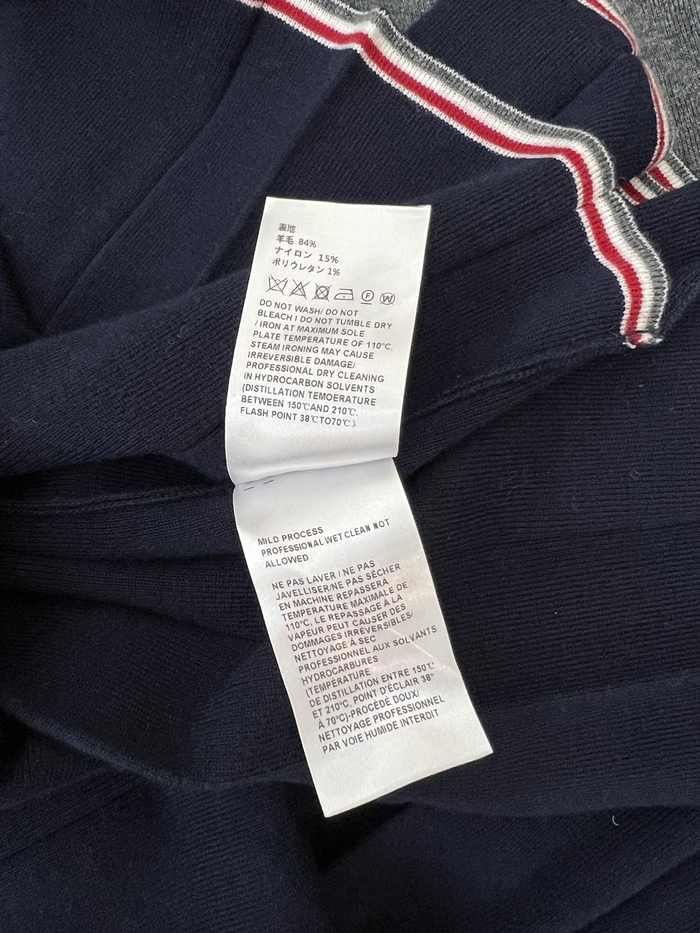 表地
羊毛 84%
ナイロン 15%
ポリウレタン 1%
F W
DO NOT WASH/ DO NOT
BLEACH I DO NOT TUMBLE DRY
/ IRON AT MAXIMUM SOLE
PLATE TEMPERATURE OF 110℃.
STEAM IRONING MAY CAUSE
IRREVERSIBLE DAMAGE/
PROFESSIONAL DRY CLEANING
IN HYDROCARBON SOLVENTS
(DISTILLATION TEMOERATURE
BETWEEN 150℃AND 210℃.
FLASH POINT 38℃TO70℃)
MILD PROCESS
PROFESSIONAL WET CLEAN NOT
ALLOWED
NE PAS LAVER / NE PAS
JAVELLISER/NE PAS SÉCHER
EN MACHINE REPASSERÀ
TEMPÉRATURE MAXIMALE DE
110°C. LE REPASSAGE À LA
VAPEUR PEUT CAUSER DES
DOMMAGES IRRÉVERSIBLES/
NETTOYAGE À SEC
PROFESSIONNEL AUX SOLVANTS
HYDROCARBURES
(TEMPÉRATURE
DE DISTILLATION ENTRE 150℃
ET 210°C, POINT D'ÉCLAIR 38°
À 70°C)-PROCÉDÉ DOUX/
NETTOYAGE PROFESSIONNEL
PAR VOIE HUMIDE INTERDIT